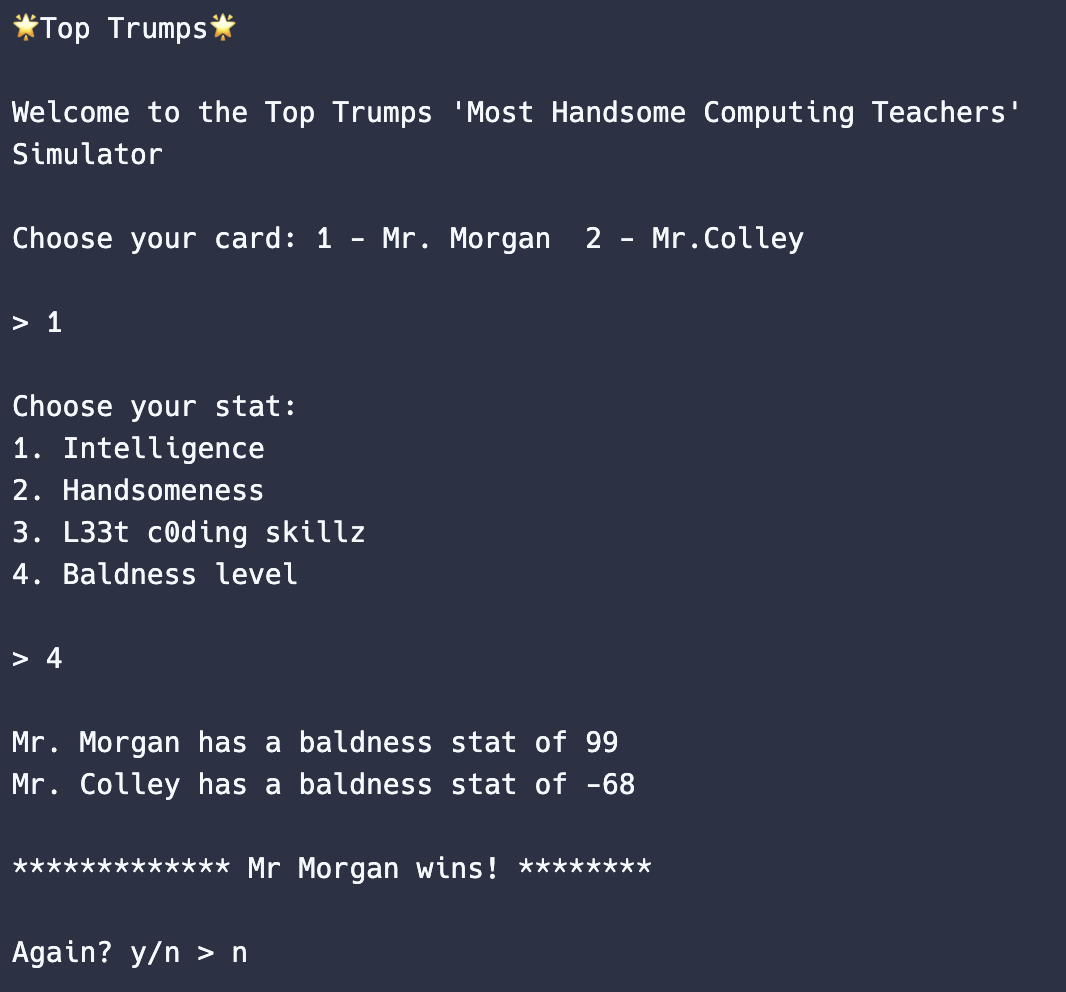 🌟Top Trumps🌟
Welcome to the Top Trumps 'Most Handsome Computing Teachers'
Simulator
Choose your card: 1 - Mr. Morgan  2 - Mr.Colley
> 1
Choose your stat:
1. Intelligence
2. Handsomeness
3. L33t c0ding skillz
4. Baldness level
> 4
Mr. Morgan has a baldness stat of 99
Mr. Colley has a baldness stat of -68
************* Mr Morgan wins! ********
Again? y/n > n